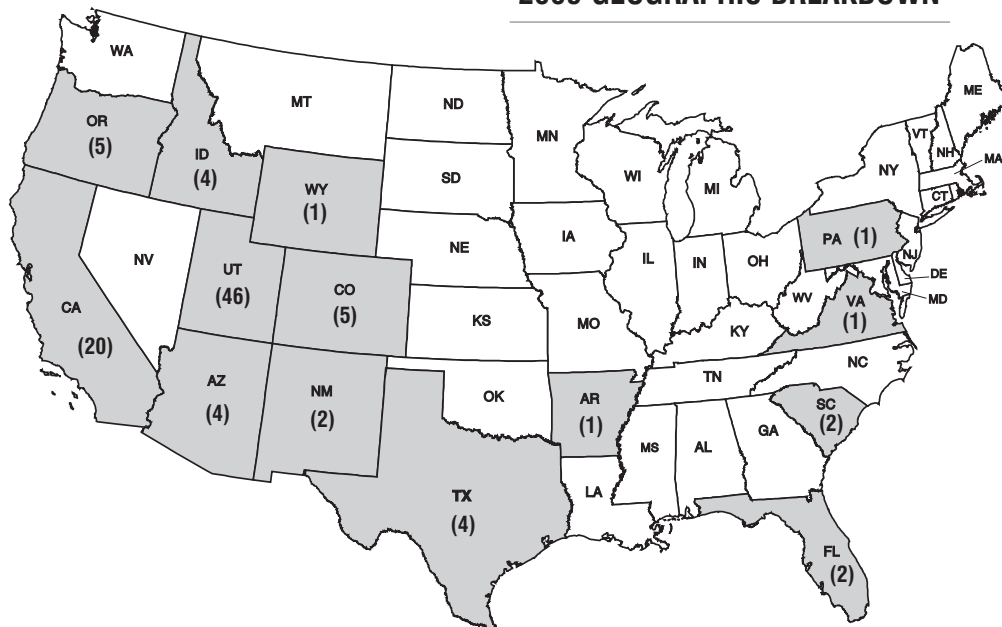 GEOGRAPHIC BREAKDOWN
WA
MT
ND
MN
ME
OR
(5)
ID
(4)
VT
NH
MA
WY
(1)
SD
WI
MI
NY
CT
NV
UT
(46)
CO
(5)
NE
IA
IL
IN
OH
PA (1)
NJ
DE
MD
CA
(20)
KS
MO
KY
WV
VA
(1)
AZ
(4)
NM
(2)
OK
AR
(1)
TN
NC
SC
(2)
TX
(4)
LA
MS
AL
GA
FL
(2)